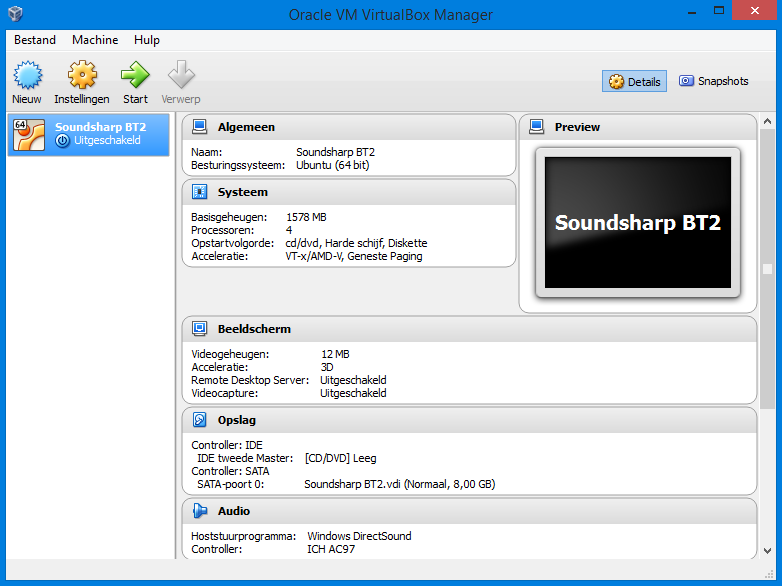 Oracle VM VirtualBox Manager
Bestand Machine Hulp
Nieuw Instellingen Start Verwerp
Details Snapshots
64
Soundsharp BT2
Uitgeschakeld
Algemeen
Naam: Soundsharp BT2
Besturingssysteem: Ubuntu (64 bit)
Systeem
Basisgeheugen: 1578 MB
Processoren: 4
Opstartvolgorde: cd/dvd, Harde schijf, Diskette
Acceleratie: VT-x/AMD-V, Geneste Paging
Preview
Soundsharp BT2
Beeldscherm
Videogeheugen: 12 MB
Acceleratie: 3D
Remote Desktop Server: Uitgeschakeld
Videocapture: Uitgeschakeld
Opslag
Controller: IDE
IDE tweede Master: [CD/DVD] Leeg
Controller: SATA
SATA-poort 0: Soundsharp BT2.vdi (Normaal, 8,00 GB)
Audio
Hoststuurprogramma: Windows DirectSound
Controller: ICH AC97